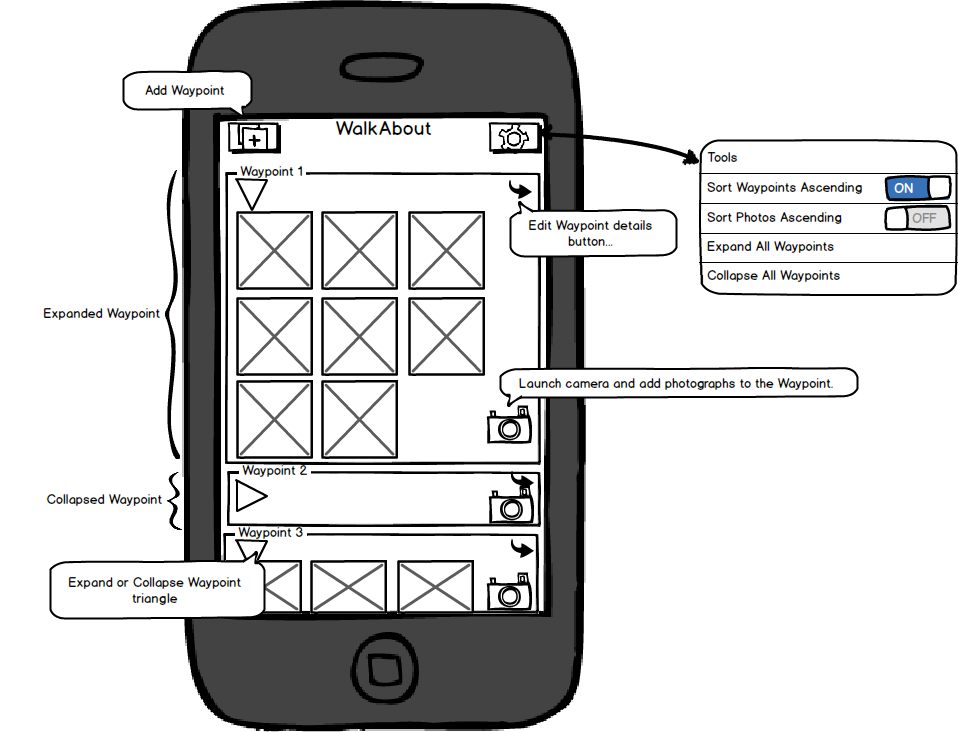 Add Waypoint
WalkAbout
Tools
Sort Waypoints Ascending
ON
Sort Photos Ascending
OFF
Expand All Waypoints
Collapse All Waypoints
Waypoint 1
Edit Waypoint details
button...
Expanded Waypoint
Launch camera and add photographs to the Waypoint.
Waypoint 2
Collapsed Waypoint
Waypoint 3
Expand or Collapse Waypoint
triangle